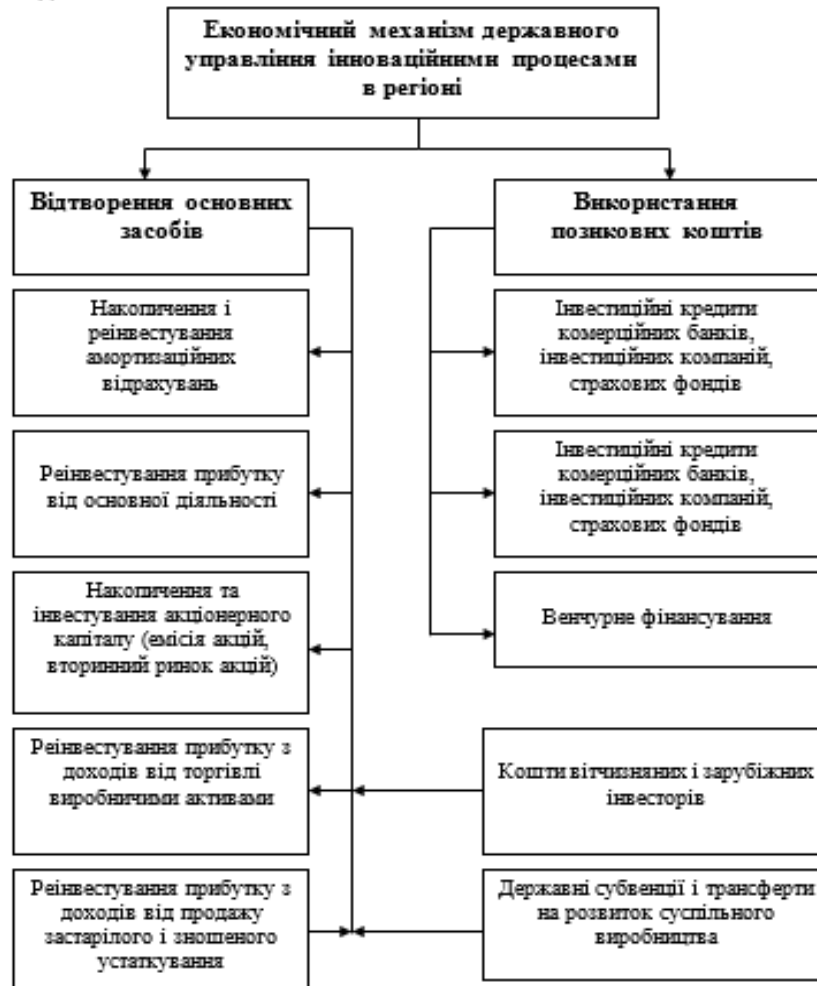 Економічний механізм державного
управління інноваційними процесами
в регіоні
Відтворення основних
засобів
Використання
позикових коштів
Накопичення і
реінвестування
амортизаційних
відрахувань
Інвестиційні кредити
комерційних банків,
інвестиційних компаній,
страхових фондів
Реінвестування прибутку
від основної діяльності
Інвестиційні кредити
комерційних банків,
інвестиційних компаній,
страхових фондів
Накопичення та
інвестування акціонерного
капіталу (емісія акцій,
вторинний ринок акцій)
Венчурне фінансування
Реінвестування прибутку з
доходів від торгівлі
виробничими активами
Кошти вітчизняних і зарубіжних
інвесторів
Реінвестування прибутку з
доходів від продажу
застарілого і зношеного
устаткування
Державні субвенції і трансферти
на розвиток суспільного
виробництва